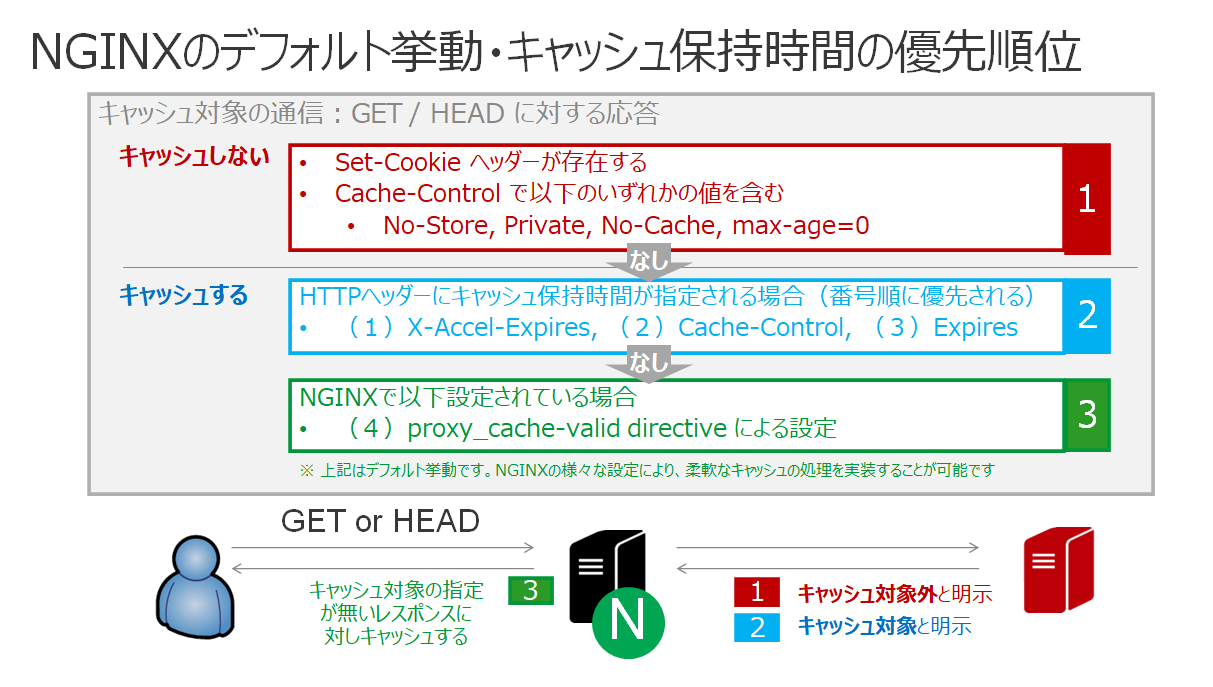 NGINXのデフォルト挙動・キャッシュ保持時間の優先順位
キャッシュ対象の通信：GET / HEAD に対する応答
キャッシュしない
• Set-Cookie ヘッダーが存在する
• Cache-Control で以下のいずれかの値を含む
• No-Store, Private, No-Cache, max-age=0
1
なし
キャッシュする
HTTPヘッダーにキャッシュ保持時間が指定される場合（番号順に優先される）
• （１）X-Accel-Expires, （２）Cache-Control, （３）Expires
2
なし
NGINXで以下設定されている場合
• （４）proxy_cache-valid directive による設定
3
※ 上記はデフォルト挙動です。NGINXの様々な設定により、柔軟なキャッシュの処理を実装することが可能です
GET or HEAD
キャッシュ対象の指定
が無いレスポンスに
対しキャッシュする
3
N
1 キャッシュ対象外と明示
2 キャッシュ対象と明示